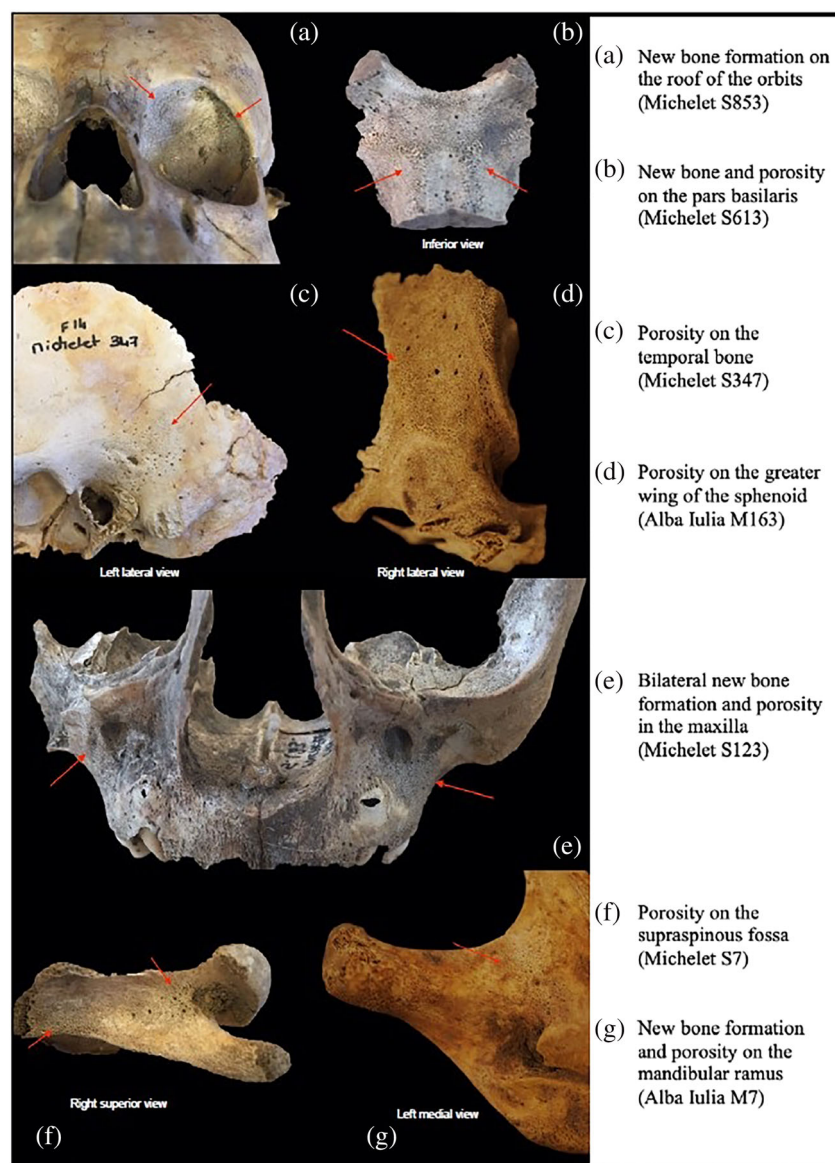 (a)
(b)
Inferior view
(c)
(d)
F14
Michelet 347
Left lateral view
Right lateral view
(e)
Right superior view
Left medial view
(f)
(g)
(a) New bone formation on
the roof of the orbits
(Michelet S853)
(b) New bone and porosity
on the pars basilaris
(Michelet S613)
(c) Porosity on the
temporal bone
(Michelet S347)
(d) Porosity on the greater
wing of the sphenoid
(Alba Iulia M163)
(e) Bilateral new bone
formation and porosity
in the maxilla
(Michelet S123)
(f) Porosity on the
supraspinous fossa
(Michelet S7)
(g) New bone formation
and porosity on the
mandibular ramus
(Alba Iulia M7)